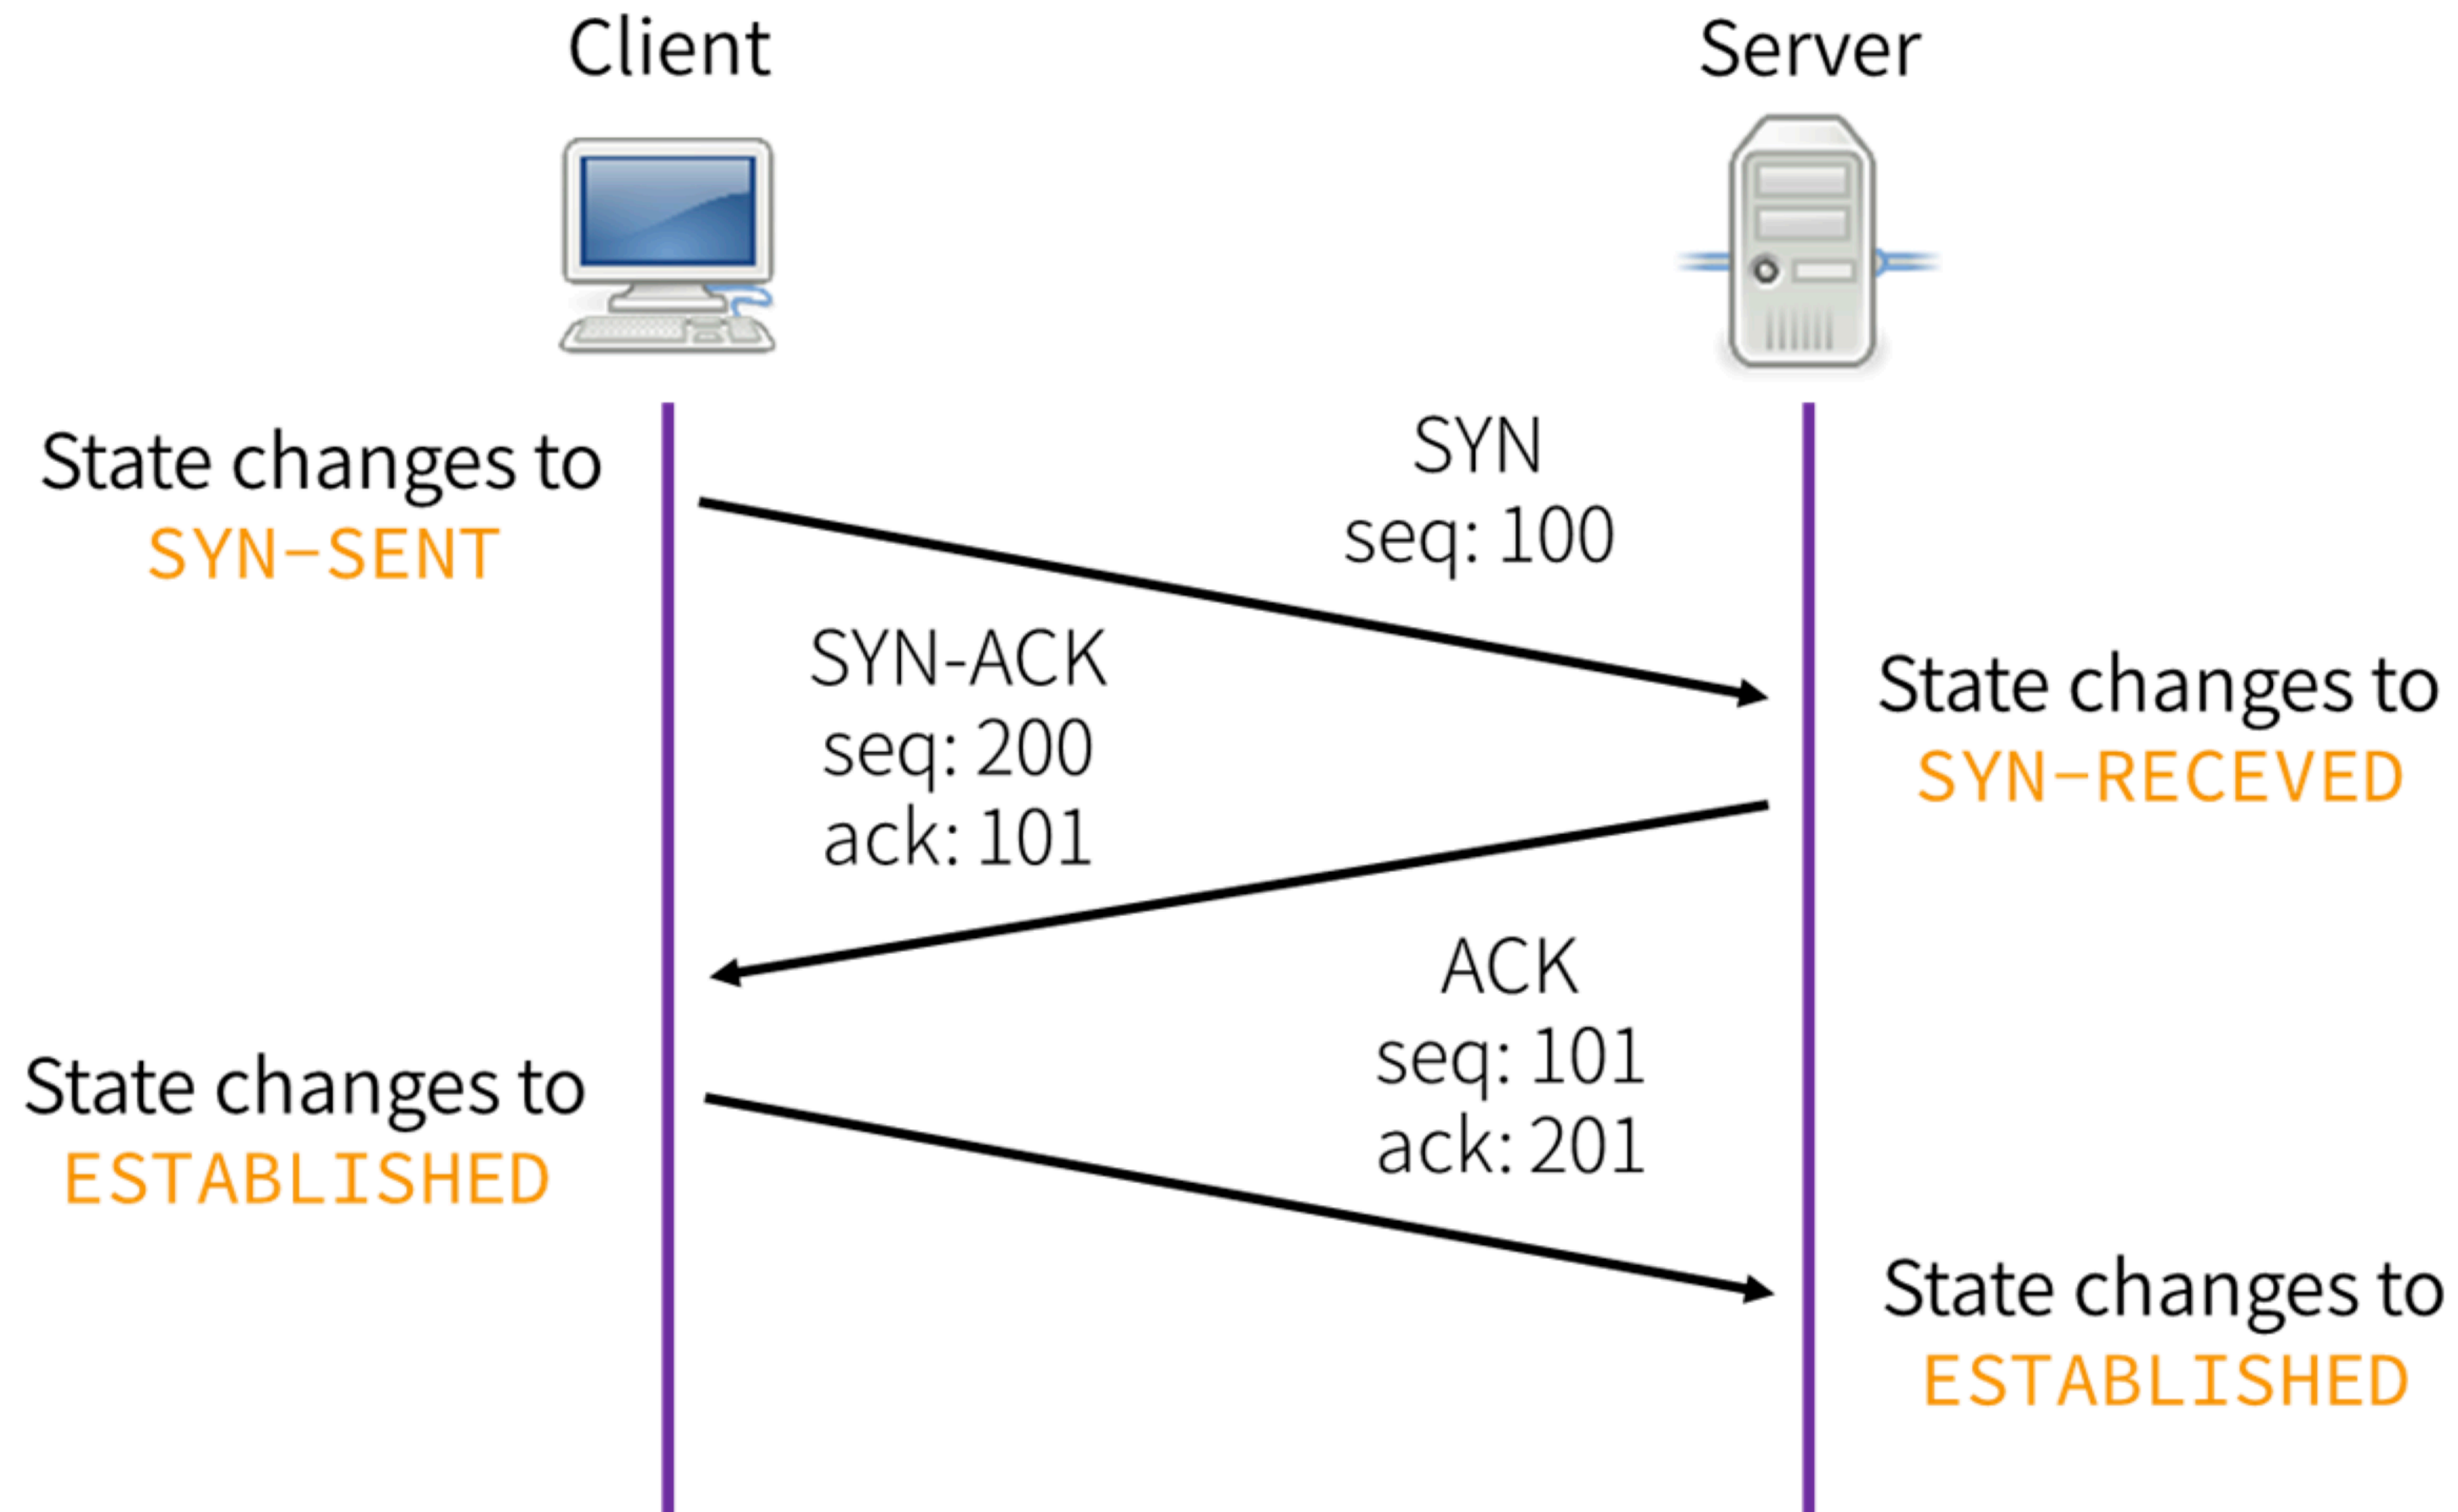 Client
Server
State changes to
SYN-SENT
SYN
seq: 100
SYN-ACK
seq: 200
ack: 101
State changes to
SYN-RECEVED
ACK
seq: 101
ack: 201
State changes to
ESTABLISHED
State changes to
ESTABLISHED